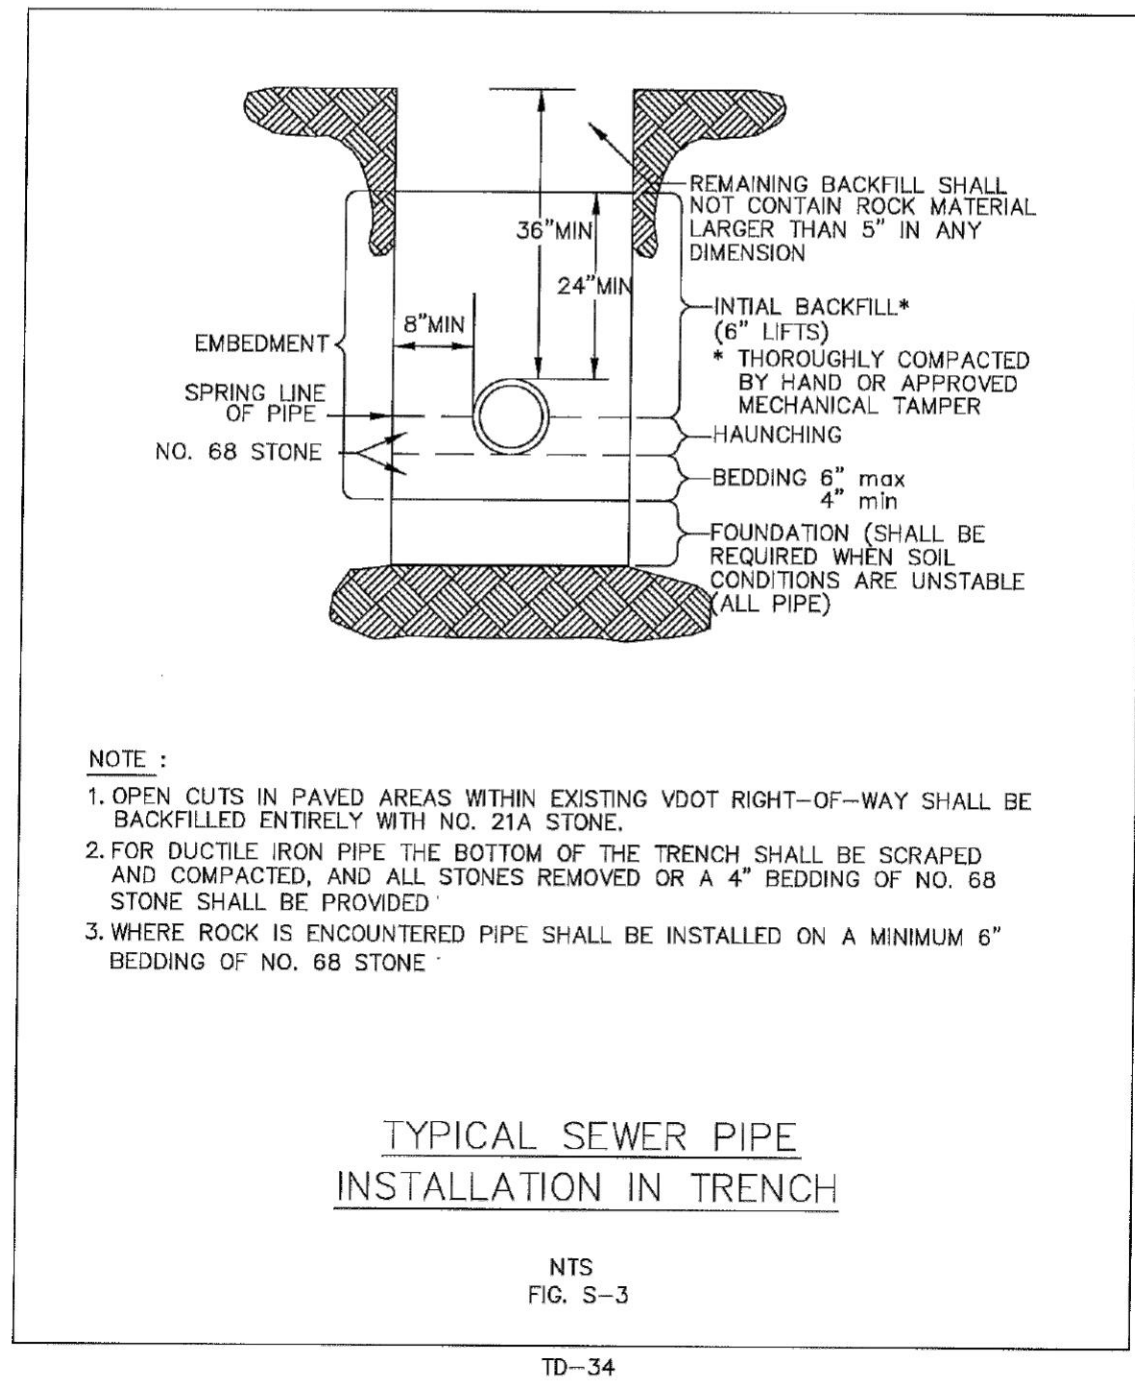 REMAINING BACKFILL SHALL
NOT CONTAIN ROCK MATERIAL
LARGER THAN 5" IN ANY
DIMENSION
36"MIN
24"MIN
8"MIN
INTIAL BACKFILL*
(6" LIFTS)
* THOROUGHLY COMPACTED
BY HAND OR APPROVED
MECHANICAL TAMPER
EMBEDMENT
SPRING LINE
OF PIPE
NO. 68 STONE
HAUNCHING
BEDDING 6" max
4" min
FOUNDATION (SHALL BE
REQUIRED WHEN SOIL
CONDITIONS ARE UNSTABLE
(ALL PIPE)
NOTE :
1. OPEN CUTS IN PAVED AREAS WITHIN EXISTING VDOT RIGHT-OF-WAY SHALL BE
BACKFILLED ENTIRELY WITH NO. 21A STONE.
2. FOR DUCTILE IRON PIPE THE BOTTOM OF THE TRENCH SHALL BE SCRAPED
AND COMPACTED, AND ALL STONES REMOVED OR A 4" BEDDING OF NO. 68
STONE SHALL BE PROVIDED
3. WHERE ROCK IS ENCOUNTERED PIPE SHALL BE INSTALLED ON A MINIMUM 6"
BEDDING OF NO. 68 STONE
TYPICAL SEWER PIPE
INSTALLATION IN TRENCH
NTS
FIG. S-3
TD-34